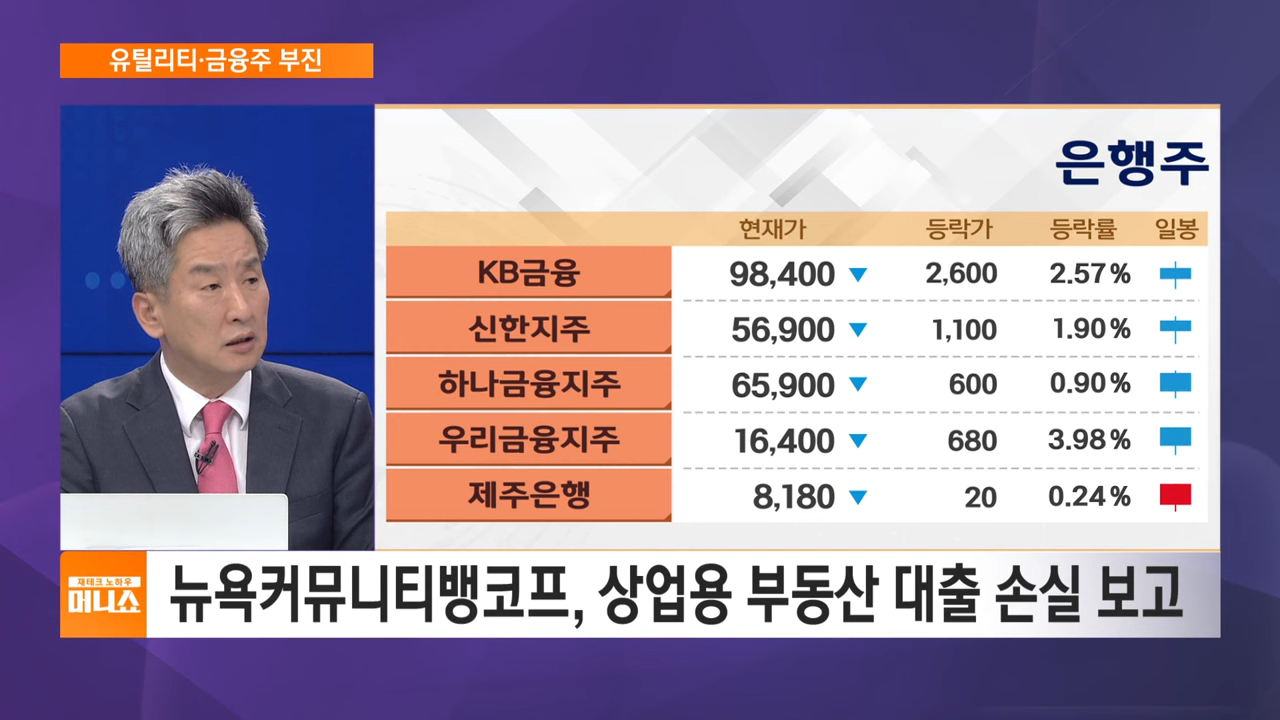 유틸리티·금융주 부진
은행주
현재가 등락가 등락률 일봉
KB금융 98,400 ▼ 2,600 2.57%
신한지주 56,900 ▼ 1,100 1.90%
하나금융지주 65,900 ▼ 600 0.90%
우리금융지주 16,400 ▼ 680 3.98%
제주은행 8,180 ▼ 20 0.24%
재테크 노하우
머니쇼
뉴욕커뮤니티뱅코프, 상업용 부동산 대출 손실 보고